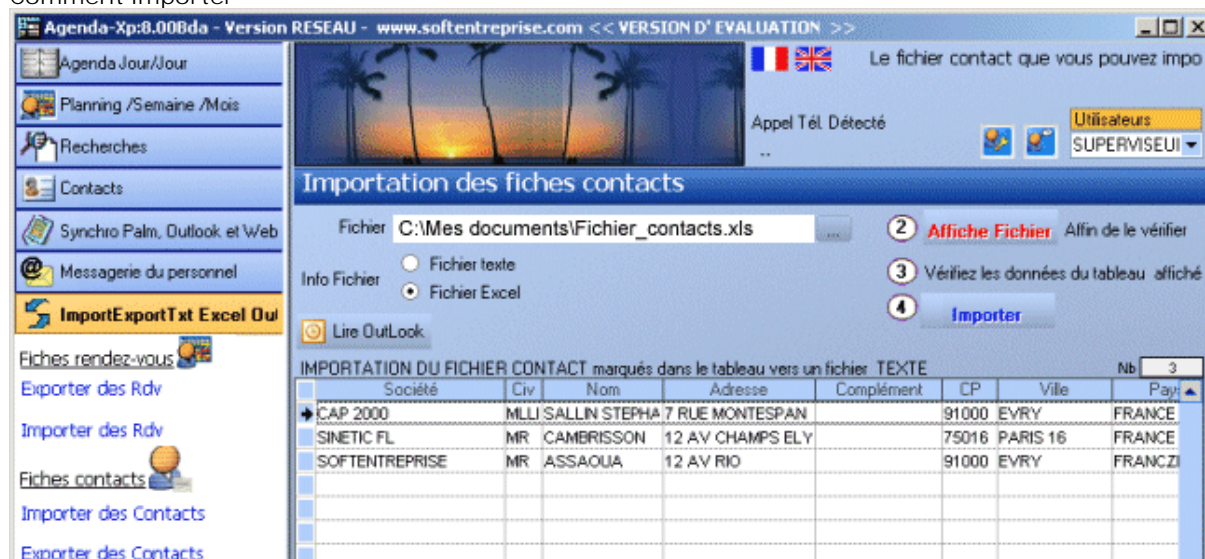 Comment importer
Agenda-Xp:8.008da - Version RESEAU - www.softentreprise.com << VERSION D' EVALUATION >>
Agenda Jour/Jour
Planning /Semaine /Mois
Recherches
Contacts
Synchro Palm, Outlook et Web
Messagerie du personnel
ImportExportTxt Excel Ou
Fiches rendez-vous
Exporter des Rdv
Importer des Rdv
Fiches contacts
Importer des Contacts
Exporter des Contacts
Le fichier contact que vous pouvez impo
Appel Tél. Détecté
..
Utilisateurs
SUPERVISEU
Importation des fiches contacts
Fichier C:\Mes documents\Fichier_contacts.xls ...
2 Affiche Fichier Afin de le vérifier
Info Fichier
Fichier texte
Fichier Excel
3 Vérifiez les données du tableau affiché
4 Importer
Lire OutLook
IMPORTATION DU FICHIER CONTACT marqués dans le tableau vers un fichier TEXTE Nb 3
Société Civ Nom Adresse Complément CP Ville Pay
CAP 2000 MLLI SALLIN STEPHA 7 RUE MONTESPAN 91000 EVRY FRANCE
SINETIC FL MR CAMBRISSON 12 AV CHAMPS ELY 75016 PARIS 16 FRANCE
SOFTENTREPRISE MR ASSAOUA 12 AV RIO 91000 EVRY FRANCZI